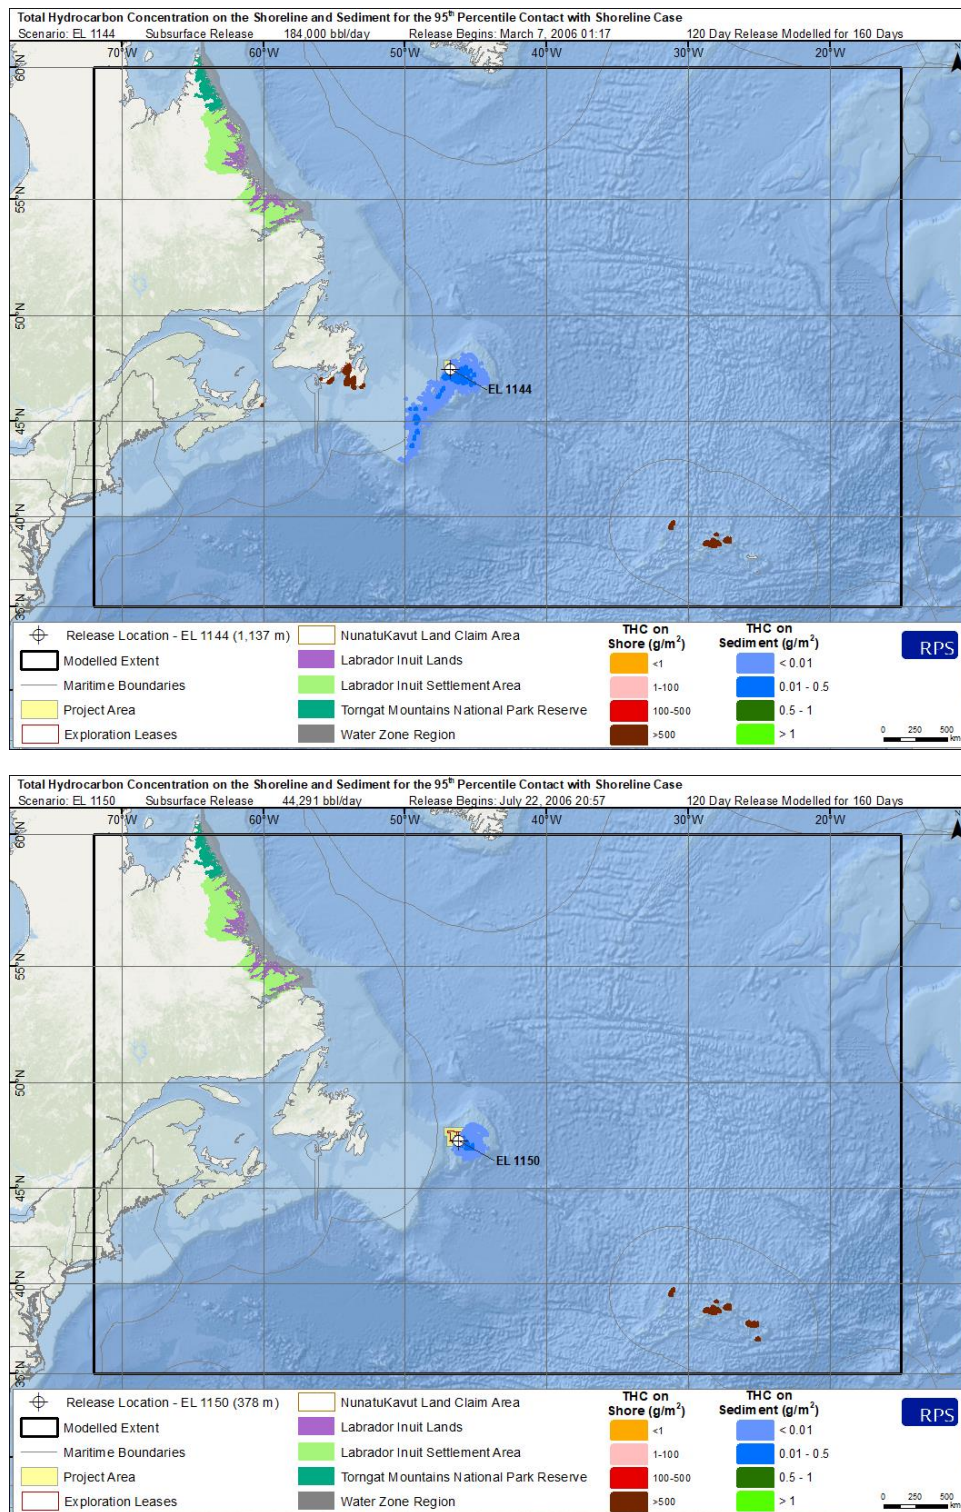 Total Hydrocarbon Concentration on the Shoreline and Sediment for the 95th Percentile Contact with Shoreline Case
Scenario: EL 1144 Subsurface Release 184,000 bbl/day Release Begins: March 7, 2006 01:17 120 Day Release Modelled for 160 Days
70°W 60°W 50°W 40°W 30°W 20°W
60°N
55°N
50°N
EL 1144
45°N
40°N
35°N
Release Location - EL 1144 (1,137 m)
Modelled Extent
Maritime Boundaries
Project Area
Exploration Leases
NunatuKavut Land Claim Area
Labrador Inuit Lands
Labrador Inuit Settlement Area
Torngat Mountains National Park Reserve
Water Zone Region
THC on
Shore (g/m²)
<1
1-100
100-500
>500
THC on
Sediment (g/m²)
< 0.01
0.01 - 0.5
0.5 - 1
> 1
RPS
0 250 500
km
Total Hydrocarbon Concentration on the Shoreline and Sediment for the 95th Percentile Contact with Shoreline Case
Scenario: EL 1150 Subsurface Release 44,291 bbl/day Release Begins: July 22, 2006 20:57 120 Day Release Modelled for 160 Days
70°W 60°W 50°W 40°W 30°W 20°W
60°N
55°N
50°N
EL 1150
45°N
40°N
35°N
Release Location - EL 1150 (378 m)
Modelled Extent
Maritime Boundaries
Project Area
Exploration Leases
NunatuKavut Land Claim Area
Labrador Inuit Lands
Labrador Inuit Settlement Area
Torngat Mountains National Park Reserve
Water Zone Region
THC on
Shore (g/m²)
<1
1-100
100-500
>500
THC on
Sediment (g/m²)
< 0.01
0.01 - 0.5
0.5 - 1
> 1
RPS
0 250 500
km